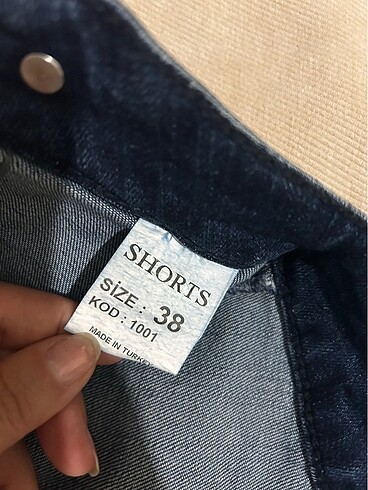 SHORTS
SİZE : 38
KOD : 1001
MADE IN TURKEY